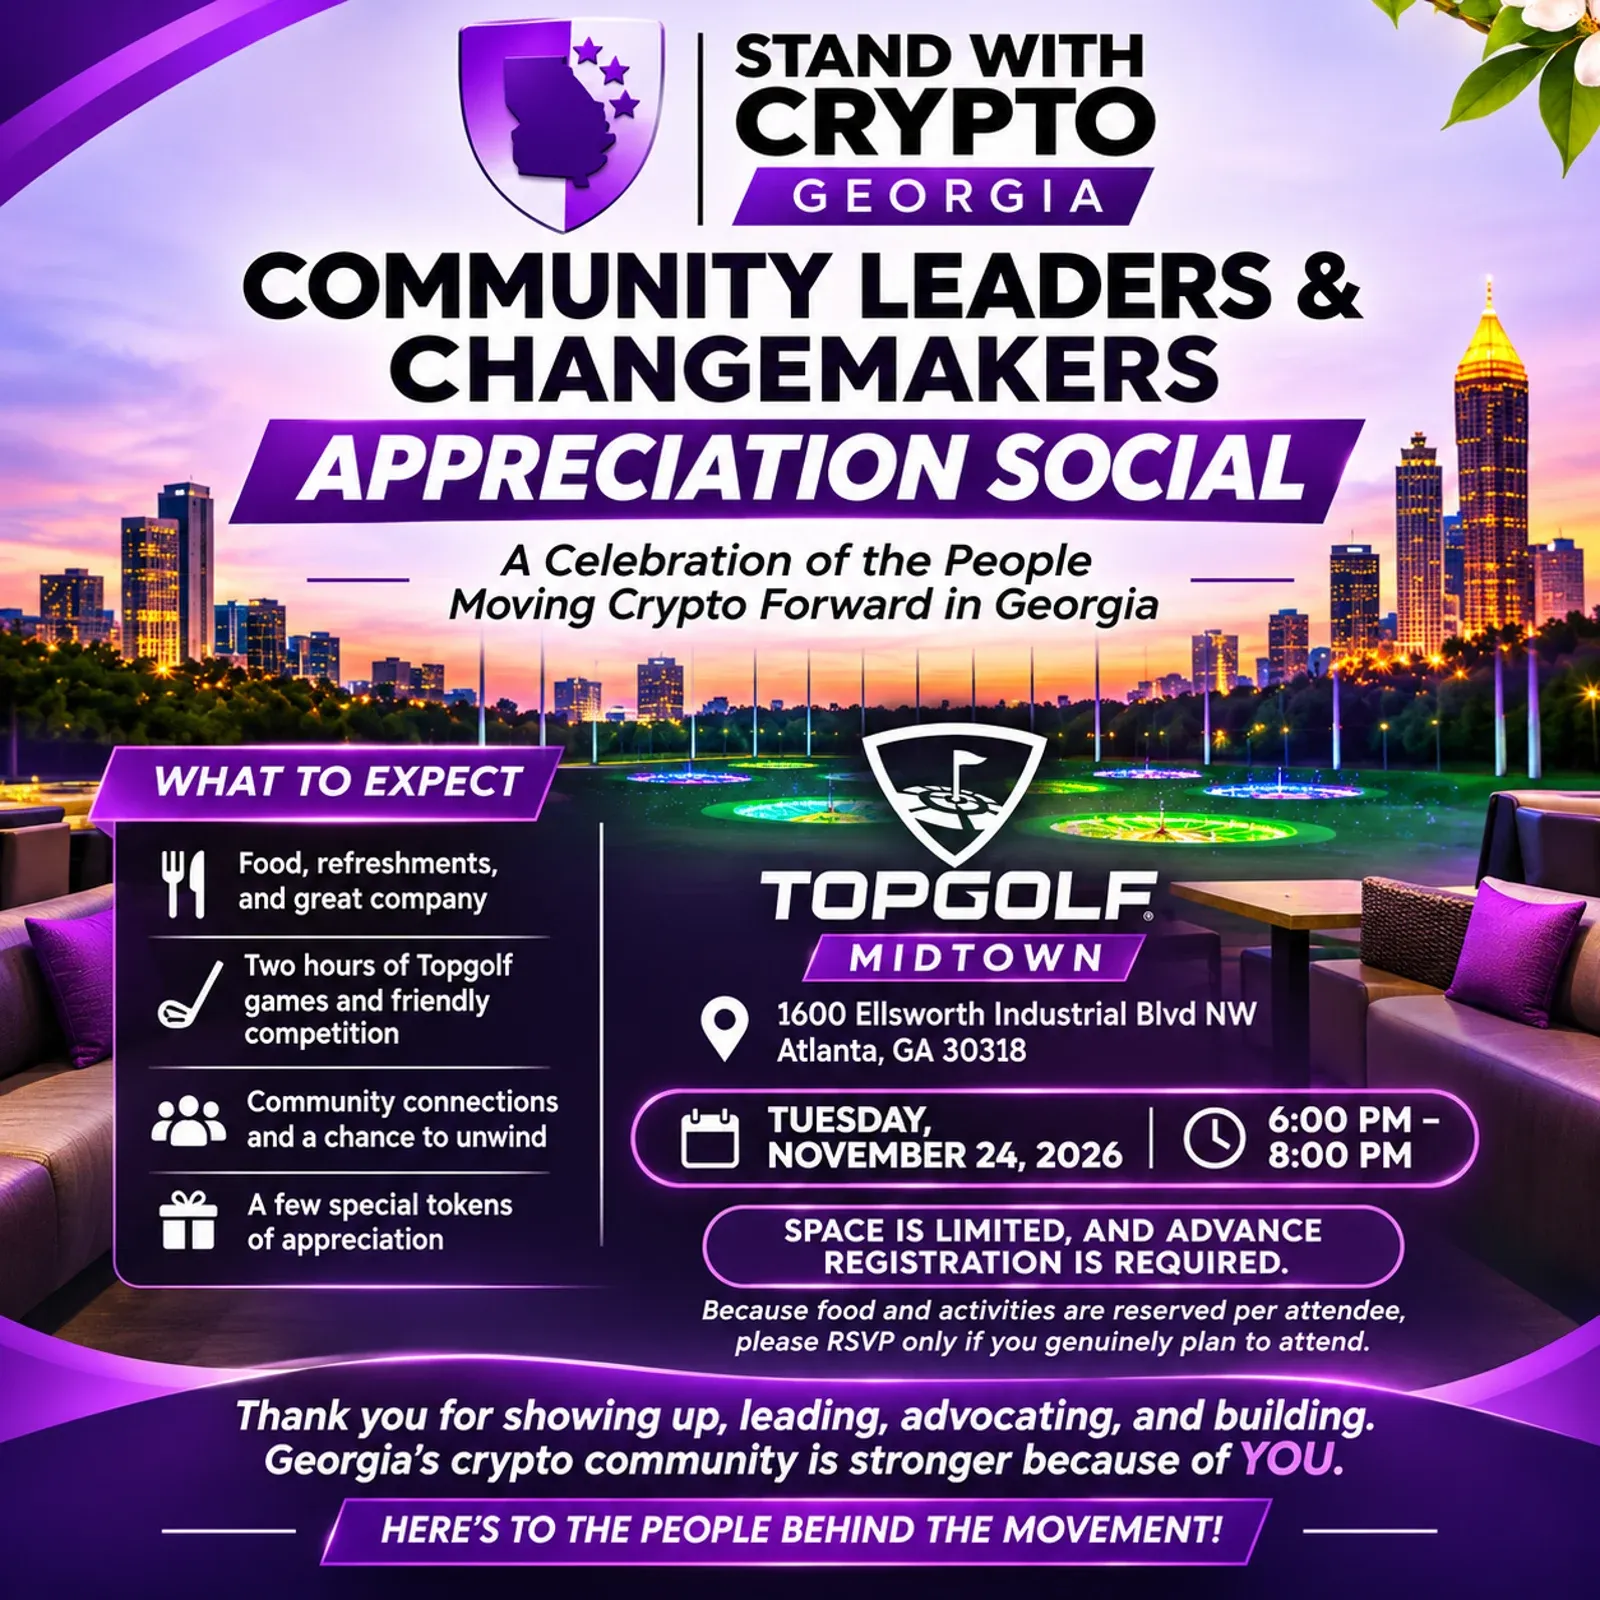 STAND WITH
CRYPTO
GEORGIA
COMMUNITY LEADERS &
CHANGEMAKERS
APPRECIATION SOCIAL
A Celebration of the People
Moving Crypto Forward in Georgia
WHAT TO EXPECT
Food, refreshments,
and great company
Two hours of Topgolf
games and friendly
competition
Community connections
and a chance to unwind
A few special tokens
of appreciation
TOPGOLF®
MIDTOWN
1600 Ellsworth Industrial Blvd NW
Atlanta, GA 30318
TUESDAY,
NOVEMBER 24, 2026
6:00 PM –
8:00 PM
SPACE IS LIMITED, AND ADVANCE
REGISTRATION IS REQUIRED.
Because food and activities are reserved per attendee,
please RSVP only if you genuinely plan to attend.
Thank you for showing up, leading, advocating, and building.
Georgia's crypto community is stronger because of YOU.
HERE'S TO THE PEOPLE BEHIND THE MOVEMENT!